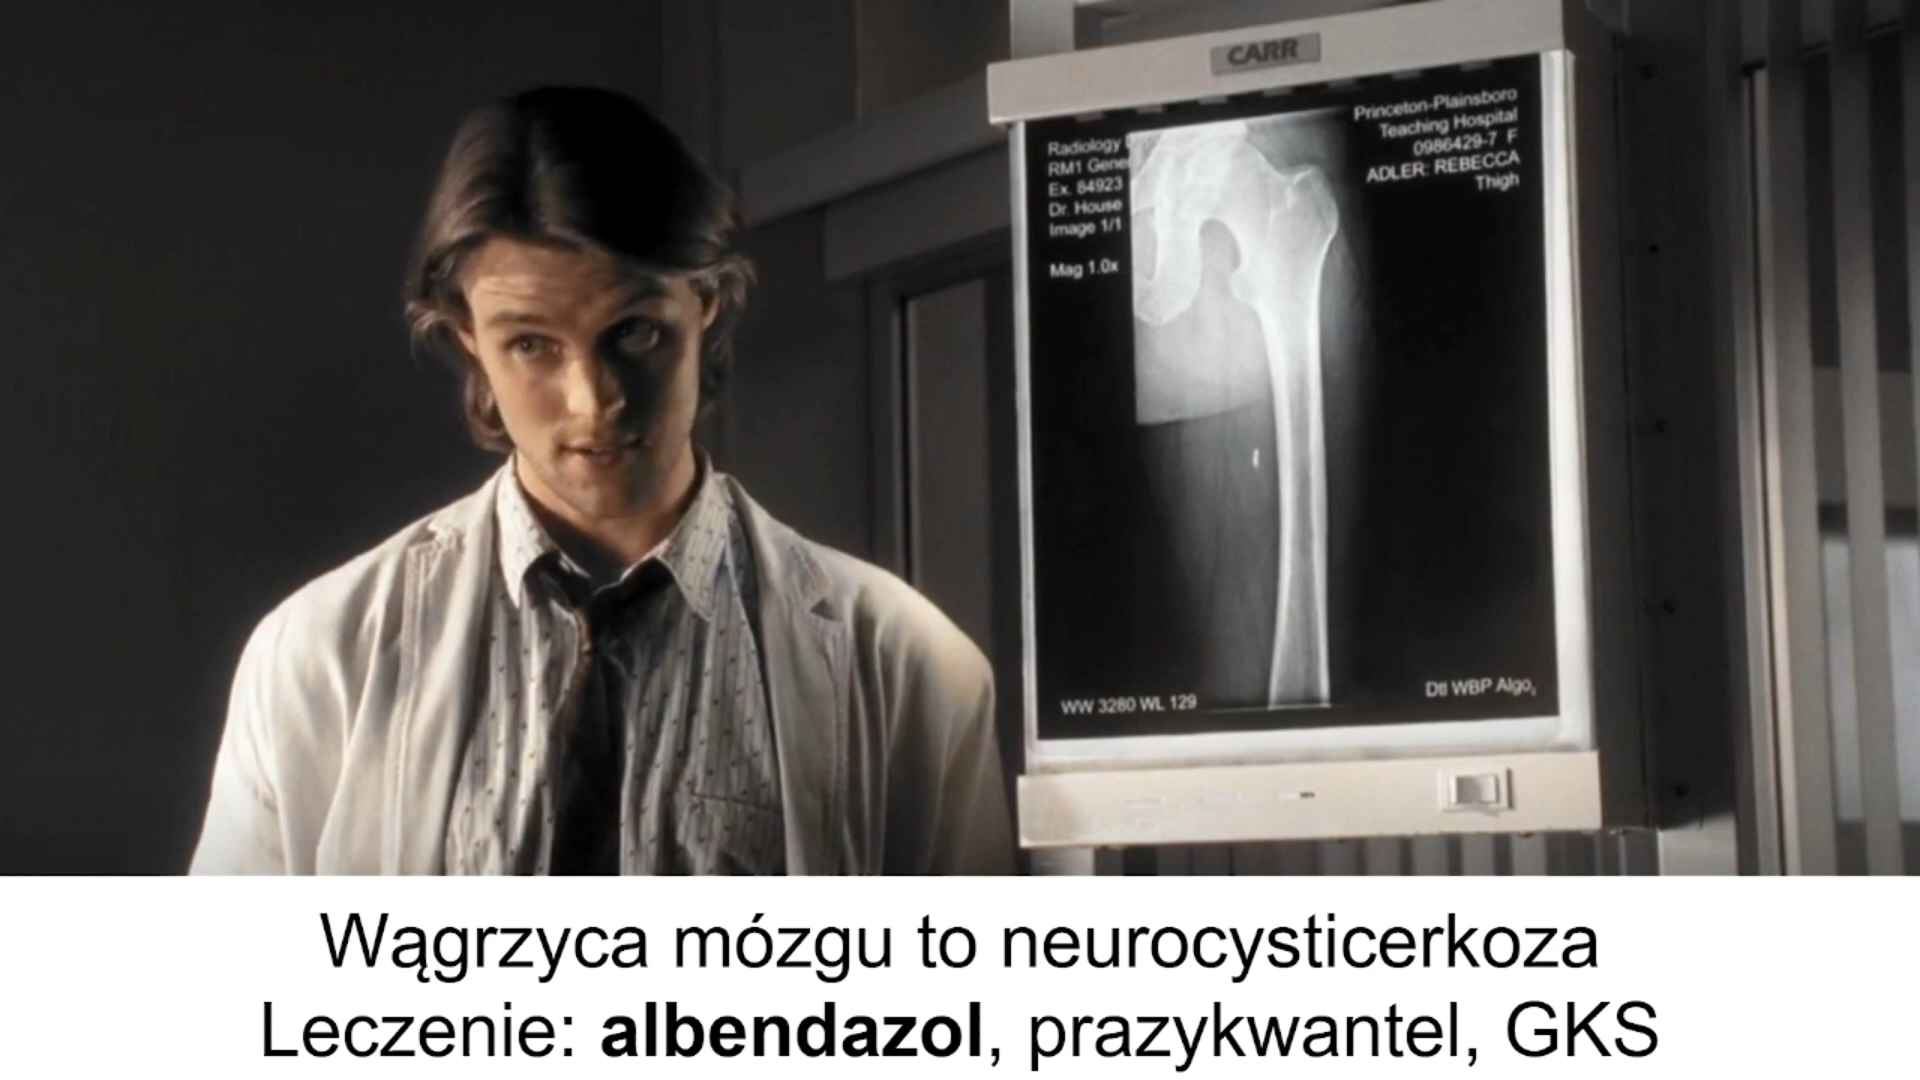 CARR
Radiology
RM1 Gene
Ex. 84923
Dr. House
Image 1/1
Mag 1.0x
Princeton-Plainsboro
Teaching Hospital
0986429-7 F
ADLER: REBECCA
Thigh
WW 3280 WL 129
Dtl WBP Algo,
Wągrzyca mózgu to neurocysticerkoza
Leczenie: albendazol, prazykwantel, GKS